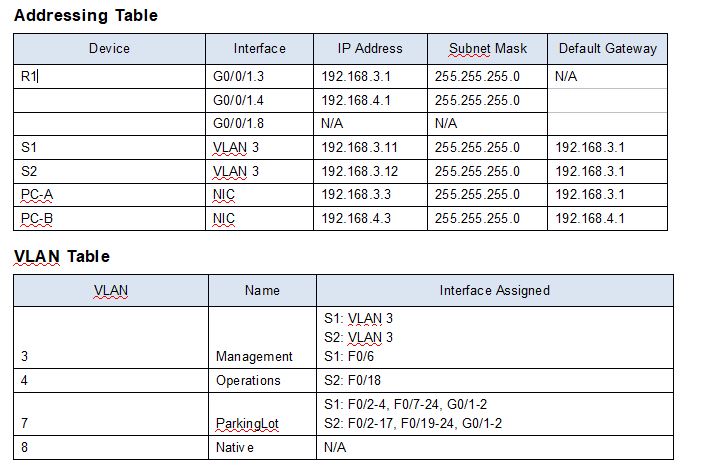 Addressing Table
Device Interface IP Address Subnet Mask Default Gateway
R1 G0/0/1.3 192.168.3.1 255.255.255.0 N/A
G0/0/1.4 192.168.4.1 255.255.255.0
G0/0/1.8 N/A N/A
S1 VLAN 3 192.168.3.11 255.255.255.0 192.168.3.1
S2 VLAN 3 192.168.3.12 255.255.255.0 192.168.3.1
PC-A NIC 192.168.3.3 255.255.255.0 192.168.3.1
PC-B NIC 192.168.4.3 255.255.255.0 192.168.4.1
VLAN Table
VLAN Name Interface Assigned
S1: VLAN 3
S2: VLAN 3
3 Management S1: F0/6
4 Operations S2: F0/18
S1: F0/2-4, F0/7-24, G0/1-2
7 ParkingLot S2: F0/2-17, F0/19-24, G0/1-2
8 Native N/A